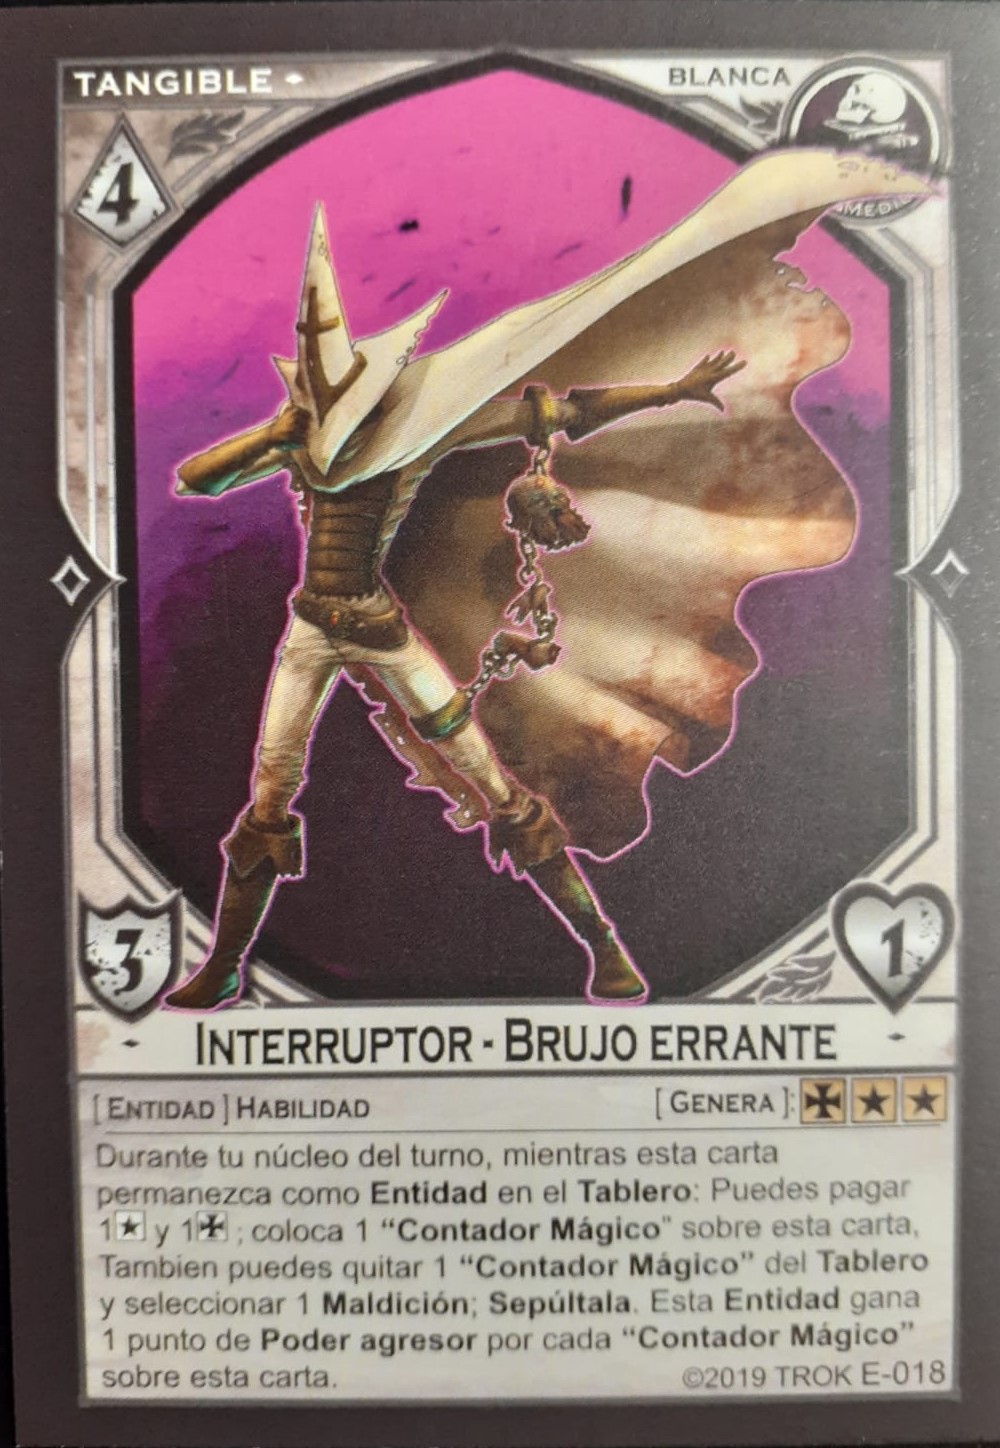 TANGIBLE
BLANCA
4
3
1
INTERRUPTOR - BRUJO ERRANTE
[ ENTIDAD ] HABILIDAD
[ GENERA ]:
Durante tu núcleo del turno, mientras esta carta
permanezca como Entidad en el Tablero: Puedes pagar
1★ y 1✠; coloca 1 “Contador Mágico” sobre esta carta,
Tambien puedes quitar 1 “Contador Mágico” del Tablero
y seleccionar 1 Maldición; Sepúltala. Esta Entidad gana
1 punto de Poder agresor por cada “Contador Mágico”
sobre esta carta.
©2019 TROK E-018